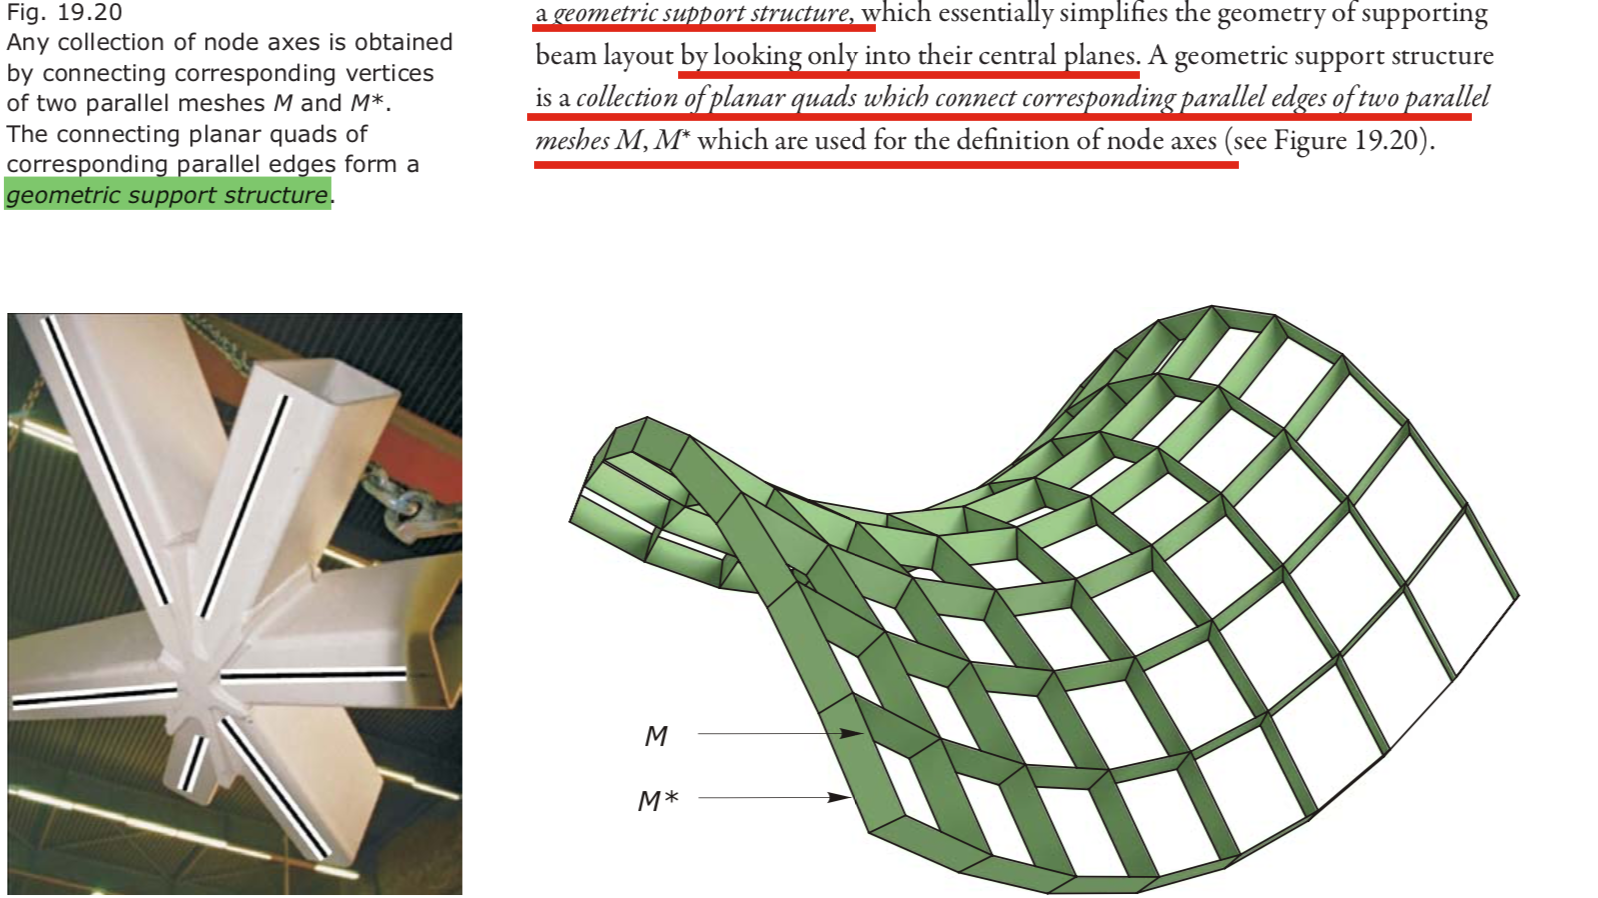 Fig. 19.20
Any collection of node axes is obtained
by connecting corresponding vertices
of two parallel meshes M and M*.
The connecting planar quads of
corresponding parallel edges form a
geometric support structure.
a geometric support structure, which essentially simplifies the geometry of supporting
beam layout by looking only into their central planes. A geometric support structure
is a collection of planar quads which connect corresponding parallel edges of two parallel
meshes M, M* which are used for the definition of node axes (see Figure 19.20).
M
M*